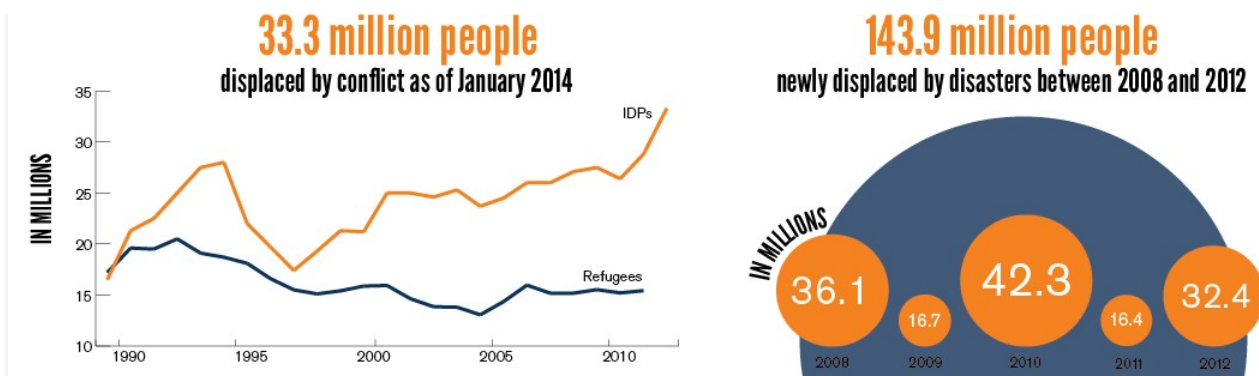 33.3 million people
displaced by conflict as of January 2014
IN MILLIONS
35
30
25
20
15
10
IDPs
Refugees
1990
1995
2000
2005
2010
143.9 million people
newly displaced by disasters between 2008 and 2012
IN MILLIONS
36.1
16.7
42.3
16.4
32.4
2008
2009
2010
2011
2012